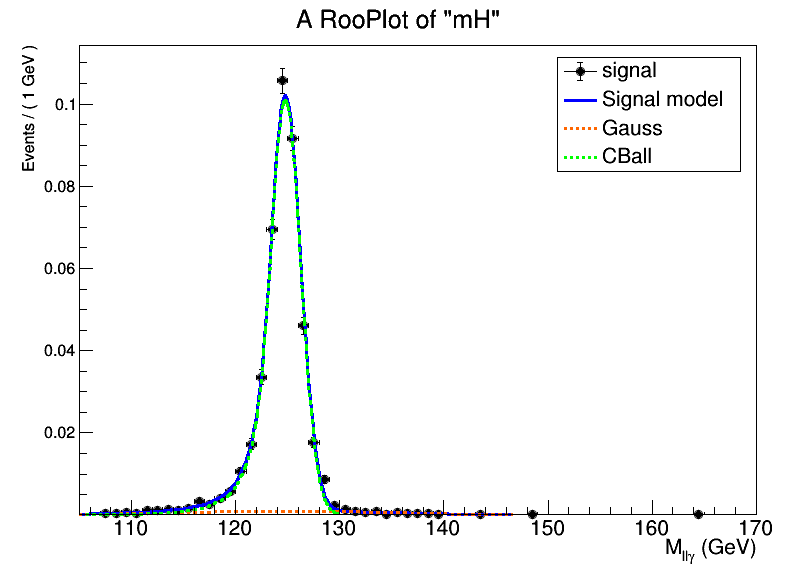 A RooPlot of "mH"
Events / ( 1 GeV )
signal
Signal model
Gauss
CBall
0.1
0.08
0.06
0.04
0.02
110 120 130 140 150 160 170
Mllγ (GeV)